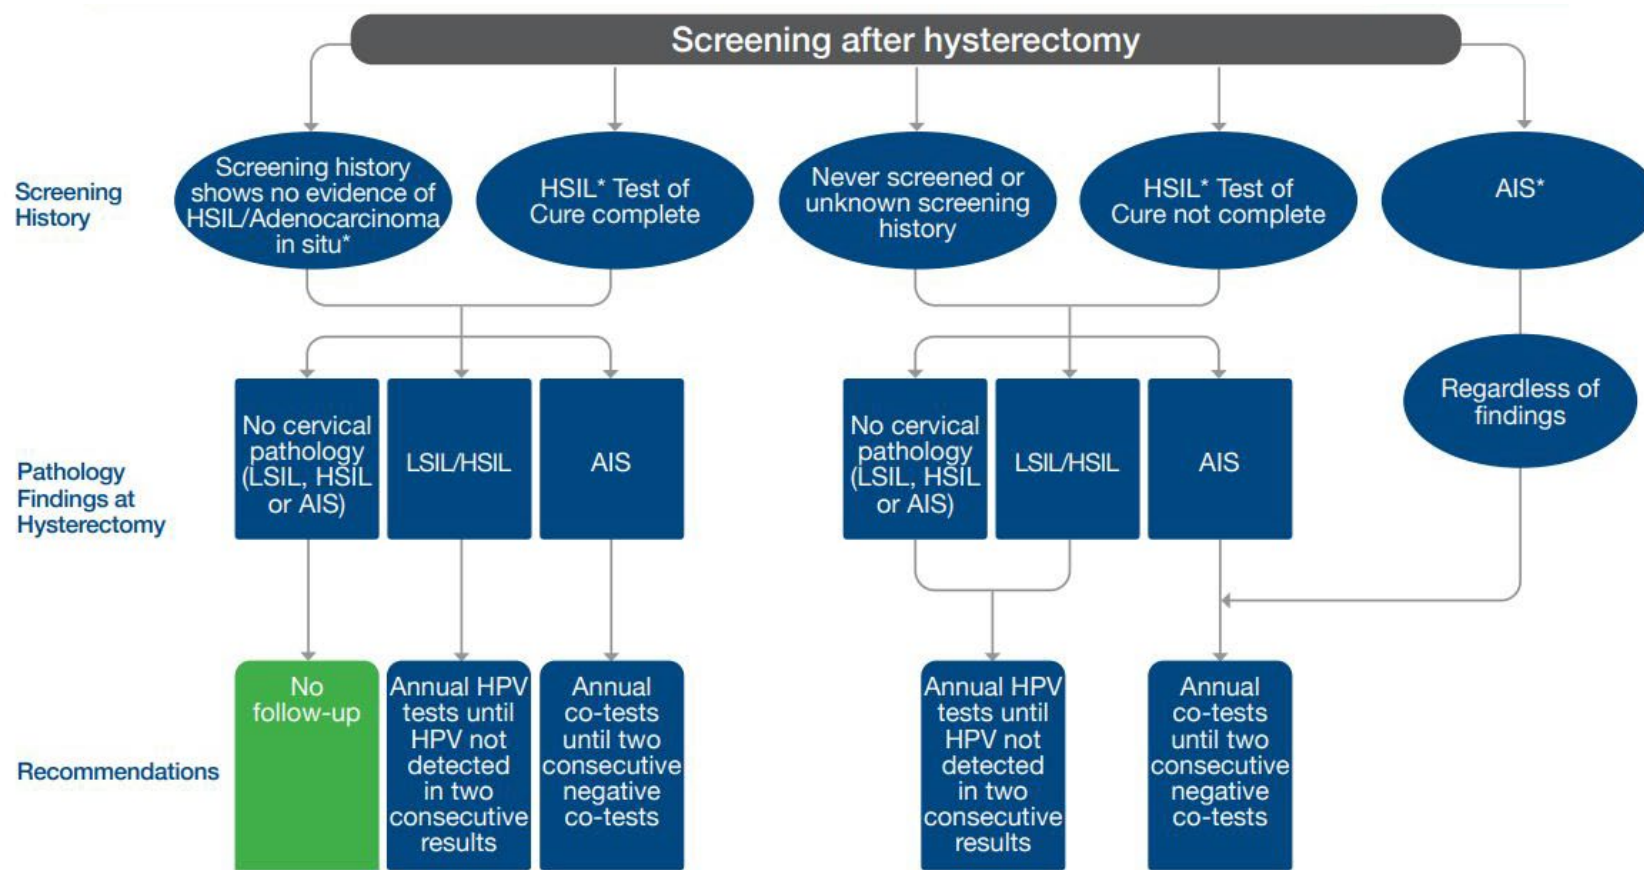 Screening after hysterectomy
Screening
History
Screening history
shows no evidence of
HSIL/Adenocarcinoma
in situ*
HSIL* Test of
Cure complete
Never screened or
unknown screening
history
HSIL* Test of
Cure not complete
AIS*
Regardless of
findings
Pathology
Findings at
Hysterectomy
No cervical
pathology
(LSIL, HSIL
or AIS)
LSIL/HSIL
AIS
No cervical
pathology
(LSIL, HSIL
or AIS)
LSIL/HSIL
AIS
Recommendations
No
follow-up
Annual HPV
tests until
HPV not
detected
in two
consecutive
results
Annual
co-tests
until two
consecutive
negative
co-tests
Annual HPV
tests until
HPV not
detected
in two
consecutive
results
Annual
co-tests
until two
consecutive
negative
co-tests